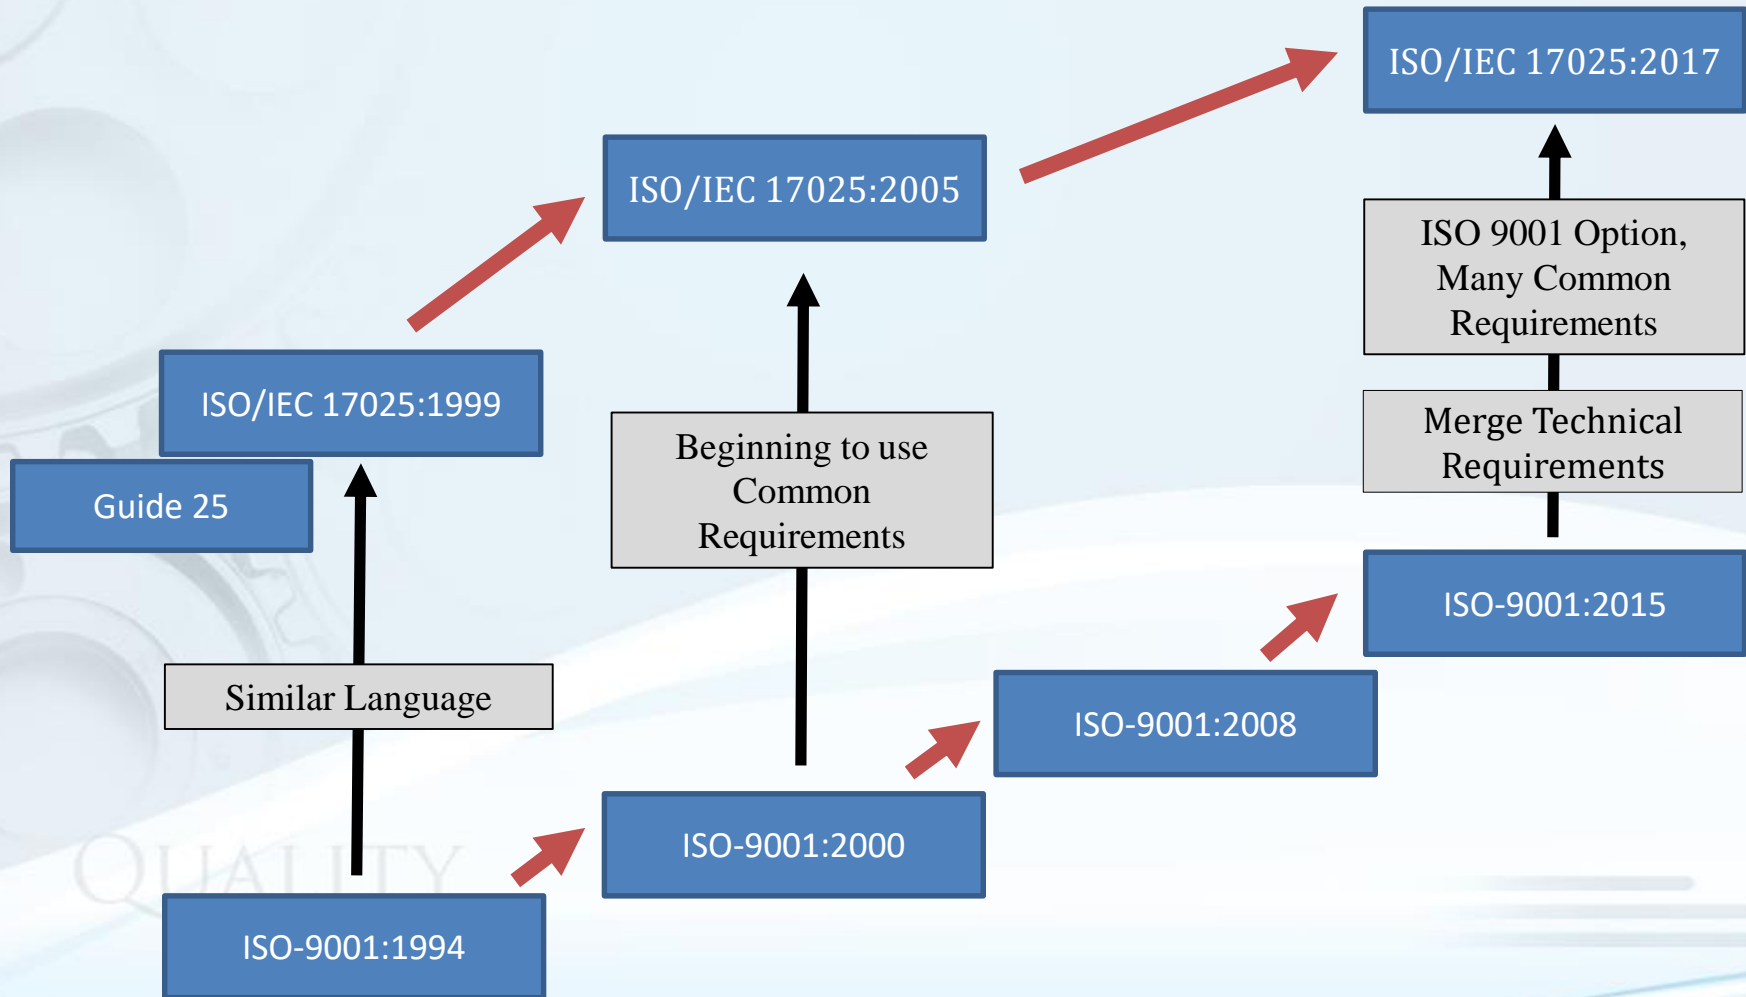 ISO/IEC 17025:2017
ISO/IEC 17025:2005
ISO 9001 Option,
Many Common
Requirements
ISO/IEC 17025:1999
Merge Technical
Requirements
Beginning to use
Common
Requirements
Guide 25
ISO-9001:2015
Similar Language
ISO-9001:2008
ISO-9001:2000
QUALITY
ISO-9001:1994